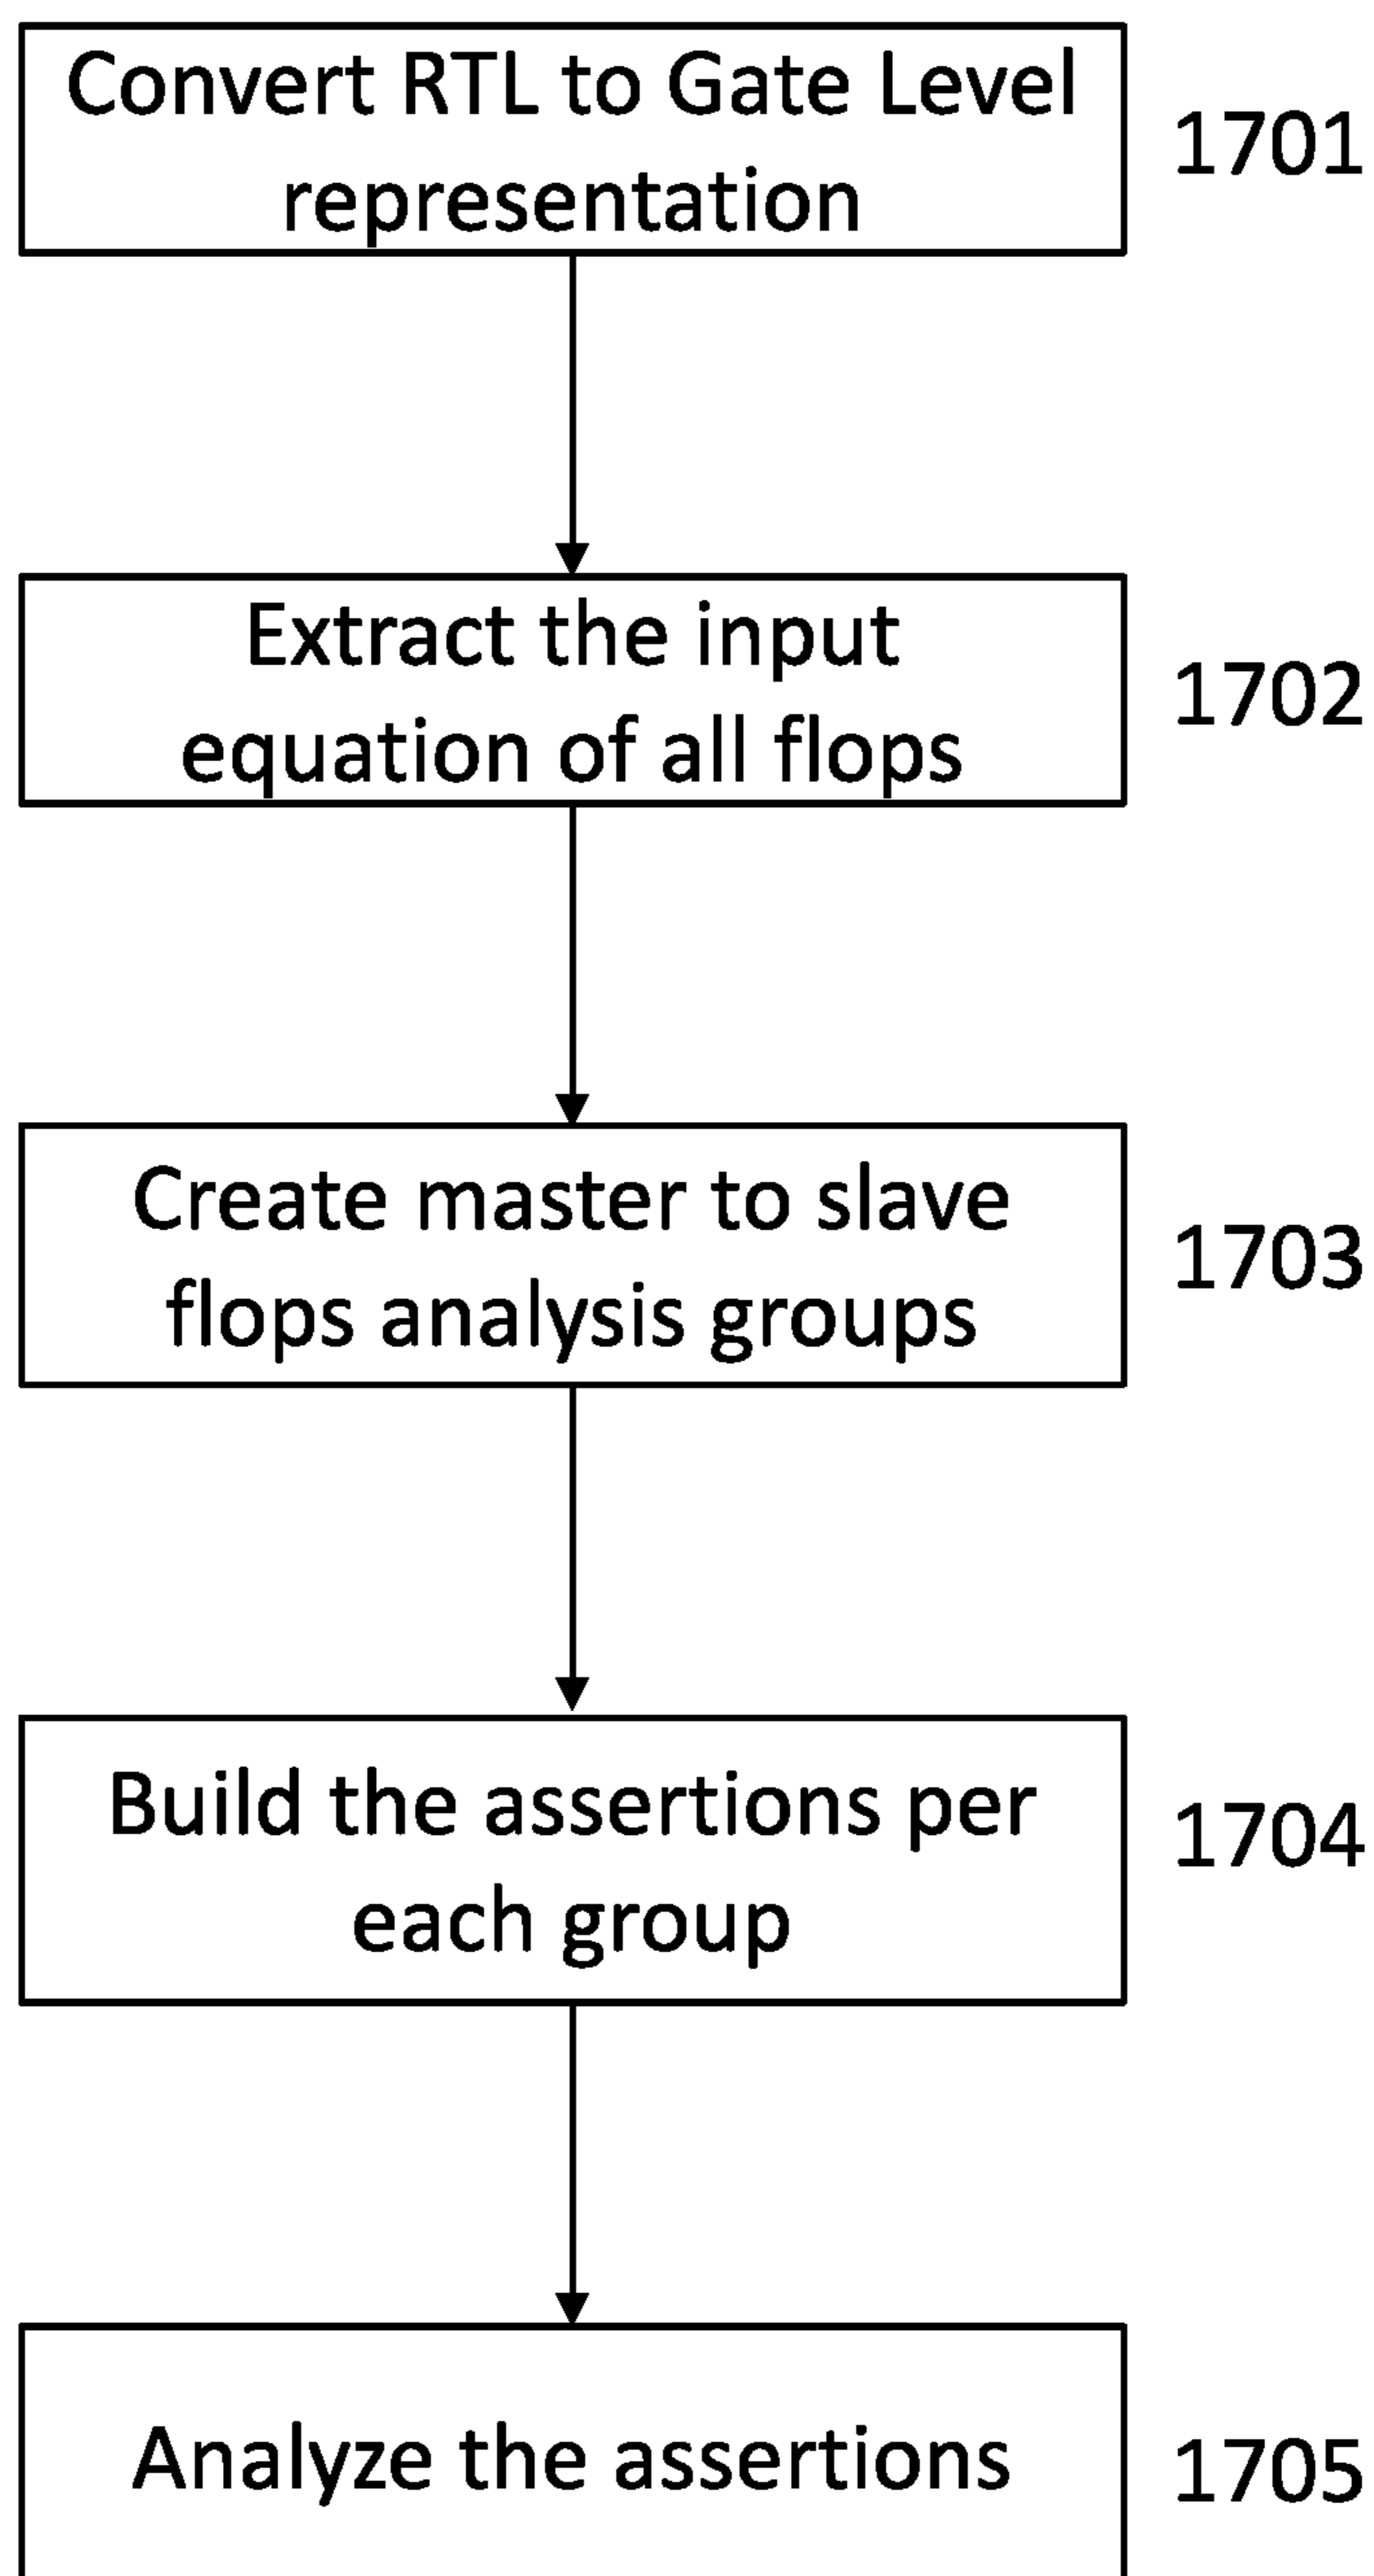 Convert RTL to Gate Level
representation
1701
Extract the input
equation of all flops
1702
Create master to slave
flops analysis groups
1703
Build the assertions per
each group
1704
Analyze the assertions
1705